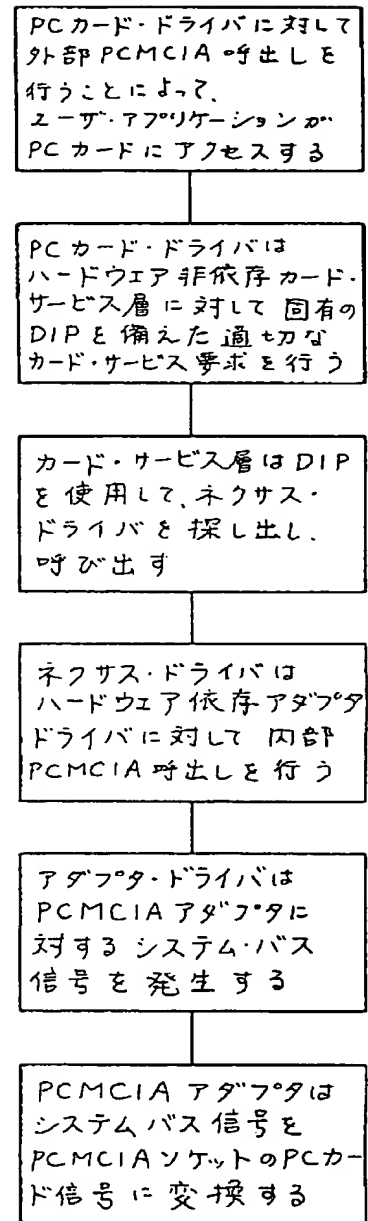 PCカード・ドライバに対して
外部PCMCIA呼出しを
行うことによって、
ユーザ・アプリケーションが
PCカードにアクセスする
PCカード・ドライバは
ハードウェア非依存カード・
サービス層に対して固有の
DIPを備えた適切な
カード・サービス要求を行う
カード・サービス層はDIP
を使用して、ネクサス・
ドライバを探し出し、
呼び出す
ネクサス・ドライバは
ハードウェア依存アダプタ
ドライバに対して内部
PCMCIA呼出しを行う
アダプタ・ドライバは
PCMCIAアダプタに
対するシステム・バス
信号を発生する
PCMCIAアダプタは
システムバス信号を
PCMCIAソケットのPCカー
ド信号に変換する